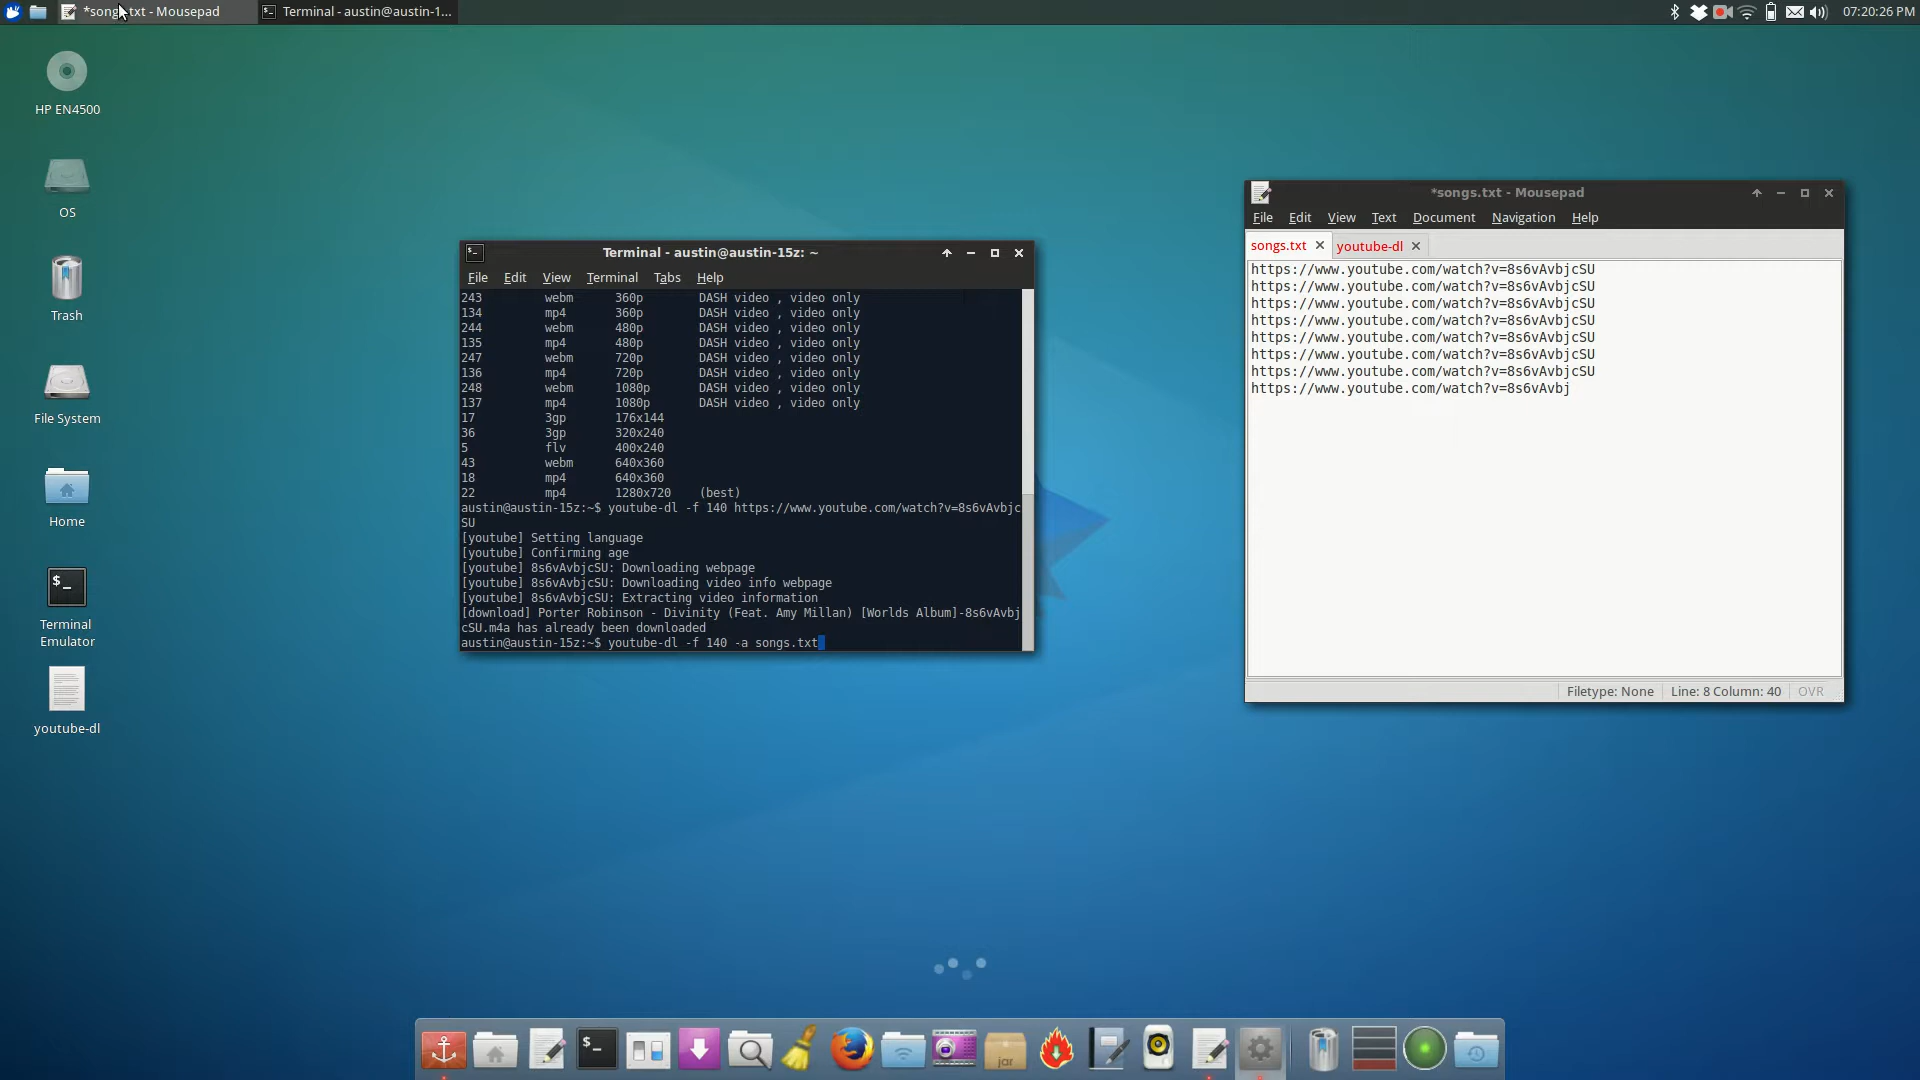 *songs.txt - Mousepad
Terminal - austin@austin-1...
07:20:26 PM
HP EN4500
OS
Trash
File System
Home
Terminal
Emulator
youtube-dl
Terminal - austin@austin-15z: ~
File Edit View Terminal Tabs Help
243 webm 360p DASH video , video only
134 mp4 360p DASH video , video only
244 webm 480p DASH video , video only
135 mp4 480p DASH video , video only
247 webm 720p DASH video , video only
136 mp4 720p DASH video , video only
248 webm 1080p DASH video , video only
137 mp4 1080p DASH video , video only
17 3gp 176x144
36 3gp 320x240
5 flv 400x240
43 webm 640x360
18 mp4 640x360
22 mp4 1280x720 (best)
austin@austin-15z:~$ youtube-dl -f 140 https://www.youtube.com/watch?v=8s6vAvbjc
SU
[youtube] Setting language
[youtube] Confirming age
[youtube] 8s6vAvbjcSU: Downloading webpage
[youtube] 8s6vAvbjcSU: Downloading video info webpage
[youtube] 8s6vAvbjcSU: Extracting video information
[download] Porter Robinson - Divinity (Feat. Amy Millan) [Worlds Album]-8s6vAvbj
cSU.m4a has already been downloaded
austin@austin-15z:~$ youtube-dl -f 140 -a songs.txt
*songs.txt - Mousepad
File Edit View Text Document Navigation Help
songs.txt youtube-dl
https://www.youtube.com/watch?v=8s6vAvbjcSU
https://www.youtube.com/watch?v=8s6vAvbjcSU
https://www.youtube.com/watch?v=8s6vAvbjcSU
https://www.youtube.com/watch?v=8s6vAvbjcSU
https://www.youtube.com/watch?v=8s6vAvbjcSU
https://www.youtube.com/watch?v=8s6vAvbjcSU
https://www.youtube.com/watch?v=8s6vAvbjcSU
https://www.youtube.com/watch?v=8s6vAvbj
Filetype: None Line: 8 Column: 40 OVR
$_
jar